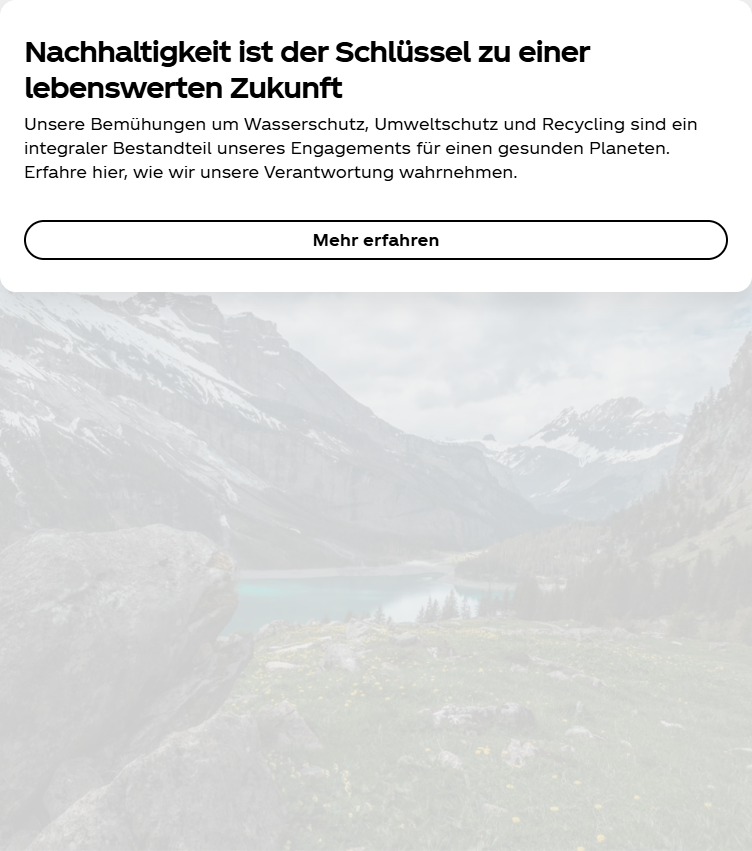 Nachhaltigkeit ist der Schlüssel zu einer
lebenswerten Zukunft
Unsere Bemühungen um Wasserschutz, Umweltschutz und Recycling sind ein
integraler Bestandteil unseres Engagements für einen gesunden Planeten.
Erfahre hier, wie wir unsere Verantwortung wahrnehmen.
Mehr erfahren